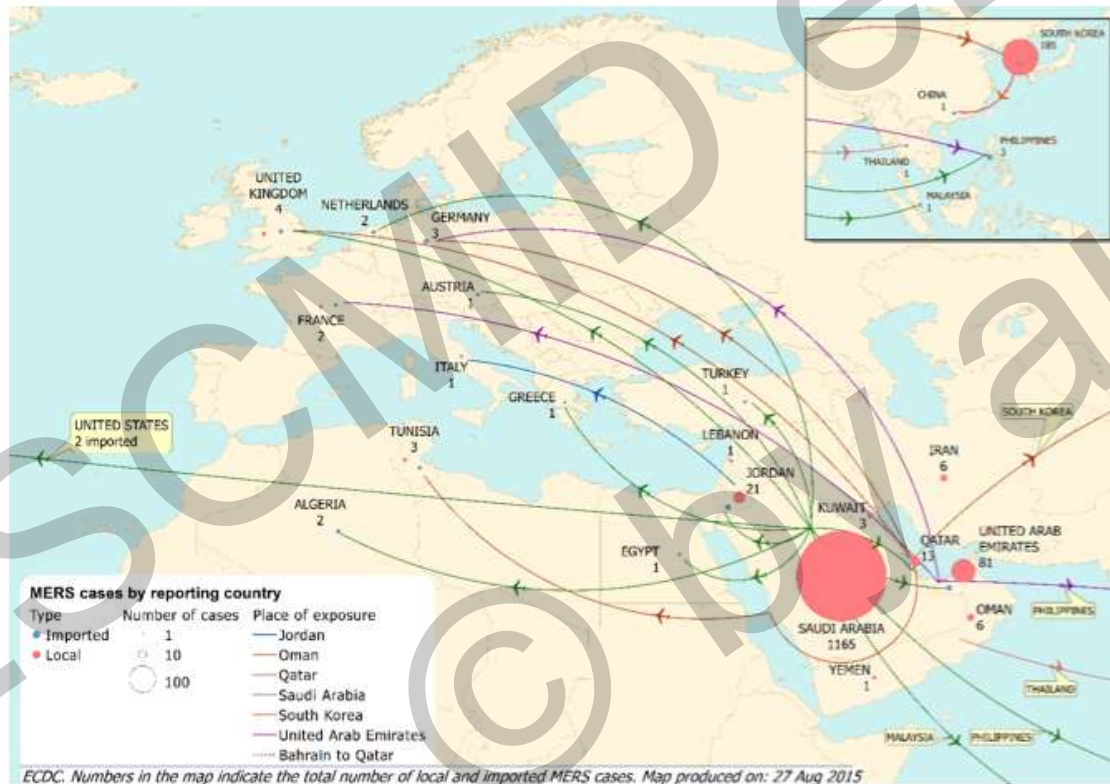 SOUTH KOREA
185
CHINA
1
PHILIPPINES
3
THAILAND
1
MALAYSIA
1
UNITED
KINGDOM
4
NETHERLANDS
2
GERMANY
3
AUSTRIA
1
FRANCE
2
ITALY
1
TURKEY
1
GREECE
1
SOUTH KOREA
UNITED STATES
2 imported
TUNISIA
3
LEBANON
1
IRAN
6
JORDAN
21
ALGERIA
2
KUWAIT
3
QATAR
13
UNITED ARAB
EMIRATES
81
EGYPT
1
PHILIPPINES
OMAN
6
SAUDI ARABIA
1165
YEMEN
1
THAILAND
MALAYSIA
PHILIPPINES
MERS cases by reporting country
Type
Imported
Local
Number of cases
1
10
100
Place of exposure
Jordan
Oman
Qatar
Saudi Arabia
South Korea
United Arab Emirates
Bahrain to Qatar
ECDC. Numbers in the map indicate the total number of local and imported MERS cases. Map produced on: 27 Aug 2015
© by a